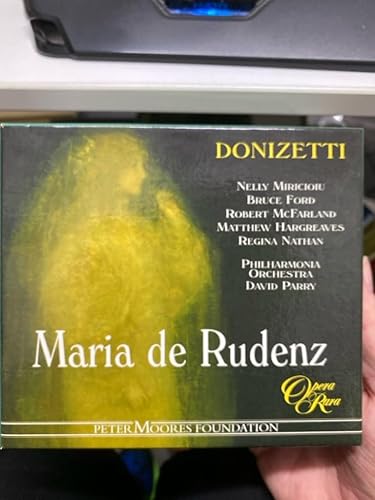 DONIZETTI
NELLY MIRICIOIU
BRUCE FORD
ROBERT MCFARLAND
MATTHEW HARGREAVES
REGINA NATHAN
PHILHARMONIA
ORCHESTRA
DAVID PARRY
Maria de Rudenz
Opera
Rara
PETER MOORES FOUNDATION